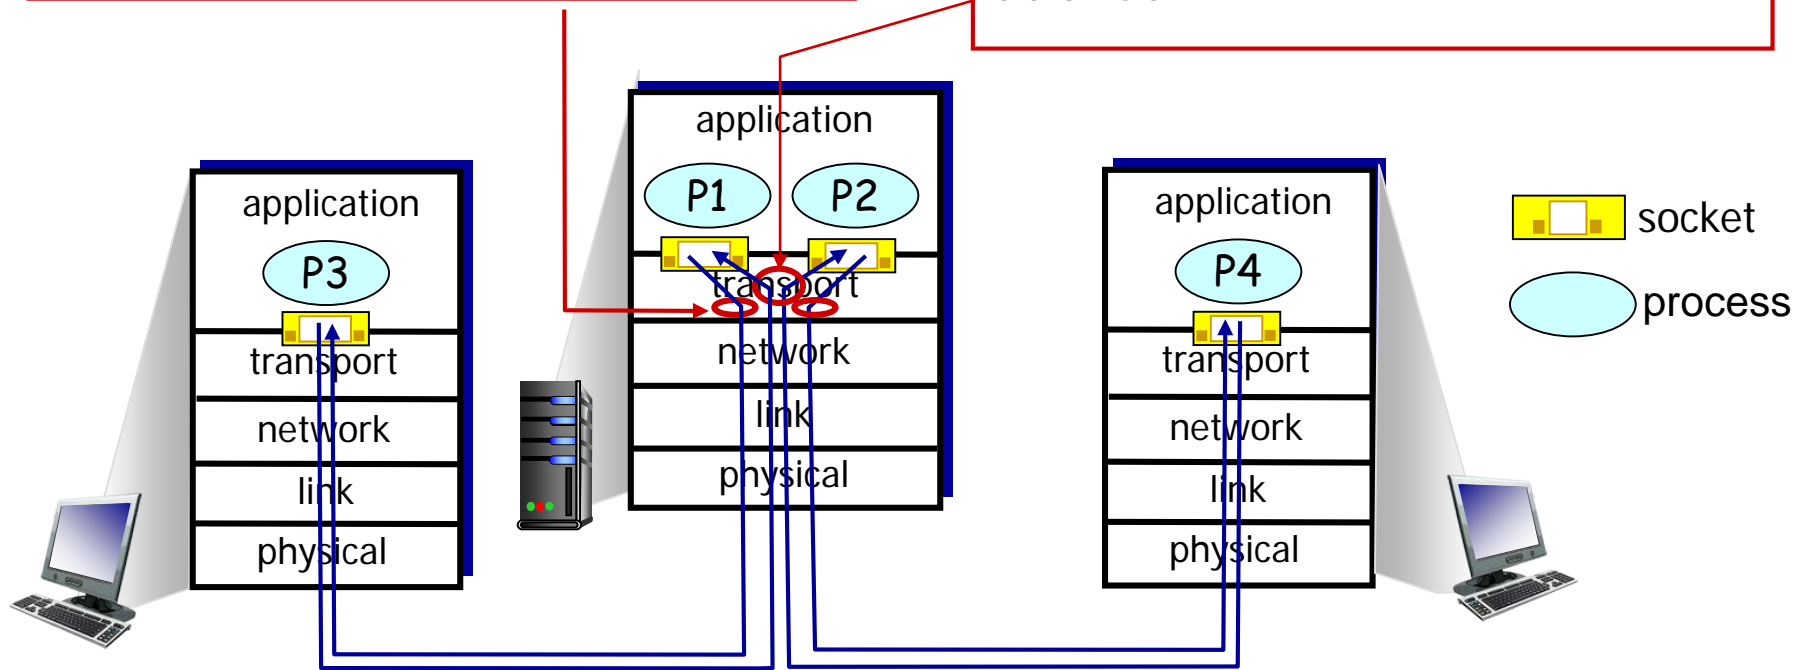 application
P1
P2
transport
network
link
physical
application
P3
transport
network
link
physical
application
P4
transport
network
link
physical
socket
process